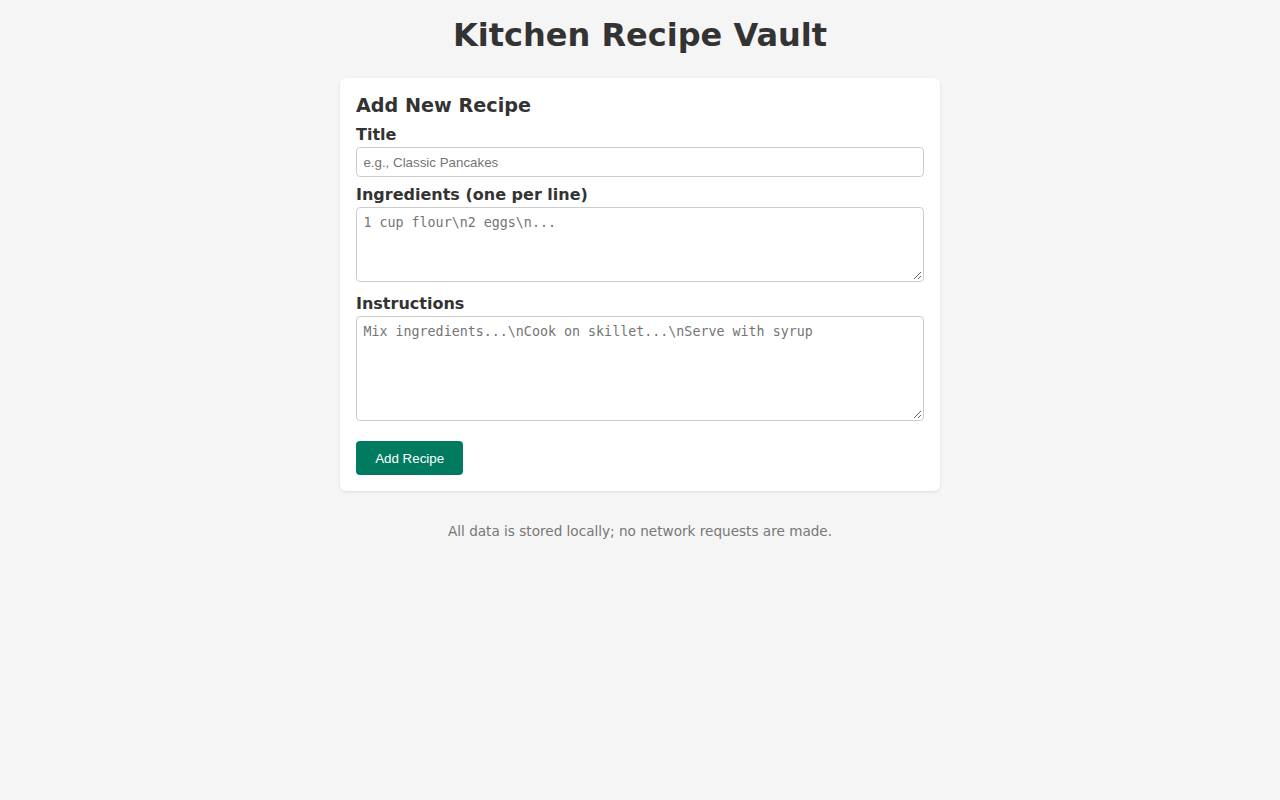 Kitchen Recipe Vault
Add New Recipe
Title
e.g., Classic Pancakes
Ingredients (one per line)
1 cup flour\n2 eggs\n...
Instructions
Mix ingredients...\nCook on skillet...\nServe with syrup
Add Recipe
All data is stored locally; no network requests are made.